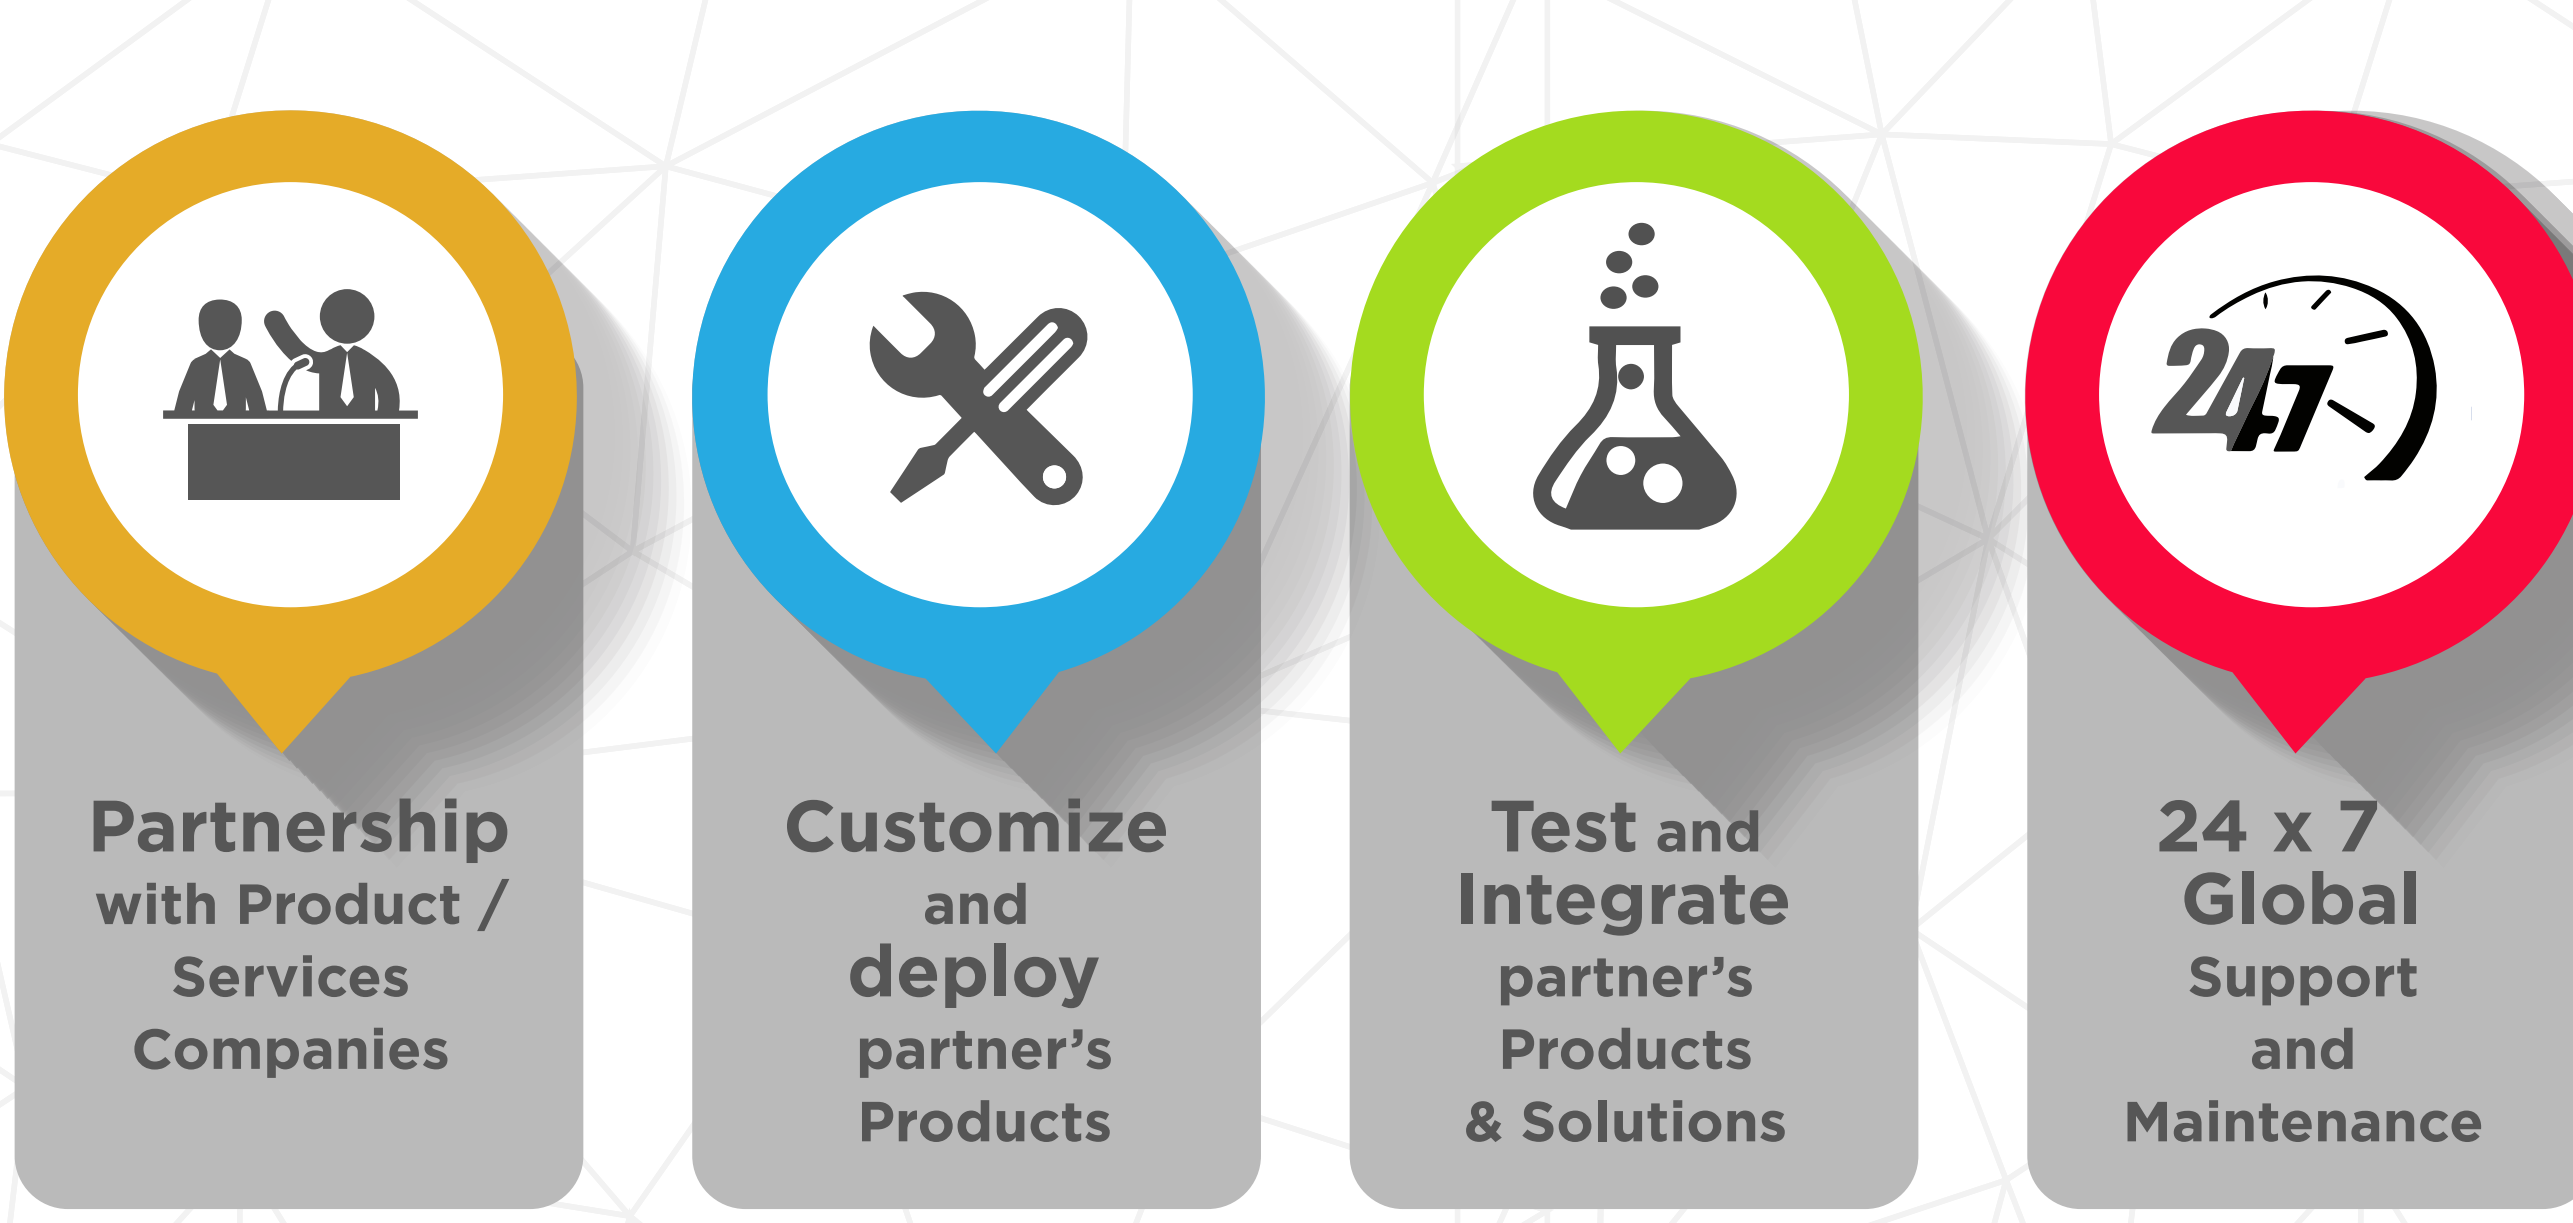 24
7
Partnership
with Product /
Services
Companies
Customize
and
deploy
partner's
Products
Test and
Integrate
partner's
Products
& Solutions
24 x 7
Global
Support
and
Maintenance